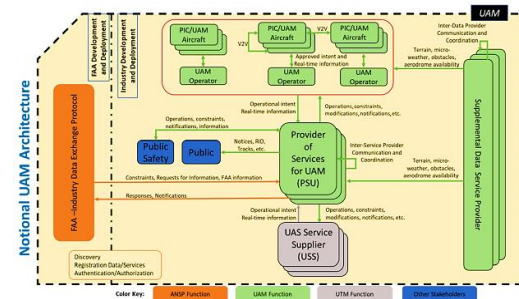 UAM
Notional UAM Architecture
FAA Development
and Deployment
Industry Development
and Deployment
PIC/UAM
Aircraft
V2V
PIC/UAM
Aircraft
V2V
PIC/UAM
Aircraft
Approved intent and
Real-time information
UAM
Operator
UAM
Operator
UAM
Operator
Inter-Data Provider
Communication and
Coordination
Terrain, micro-
weather, obstacles,
aerodrome availability
Operational intent
Real-time information
Operations, constraints,
modifications, notifications, etc.
Operations, constraints,
notifications, information
Public
Safety
Public
Notices, RID,
Tracks, etc.
Provider
of
Services
for UAM
(PSU)
Inter-Service Provider
Communication and
Coordination
Terrain, micro-
weather, obstacles,
aerodrome availability
Supplemental Data Service Provider
FAA –Industry Data Exchange Protocol
Constraints, Requests for Information, FAA information
Responses, Notifications
Operational intent
Real-time information
Operations, constraints,
modifications, notifications, etc.
UAS Service
Supplier
(USS)
Discovery
Registration Data/Services
Authentication/Authorization
Color Key:
ANSP Function
UAM Function
UTM Function
Other Stakeholders